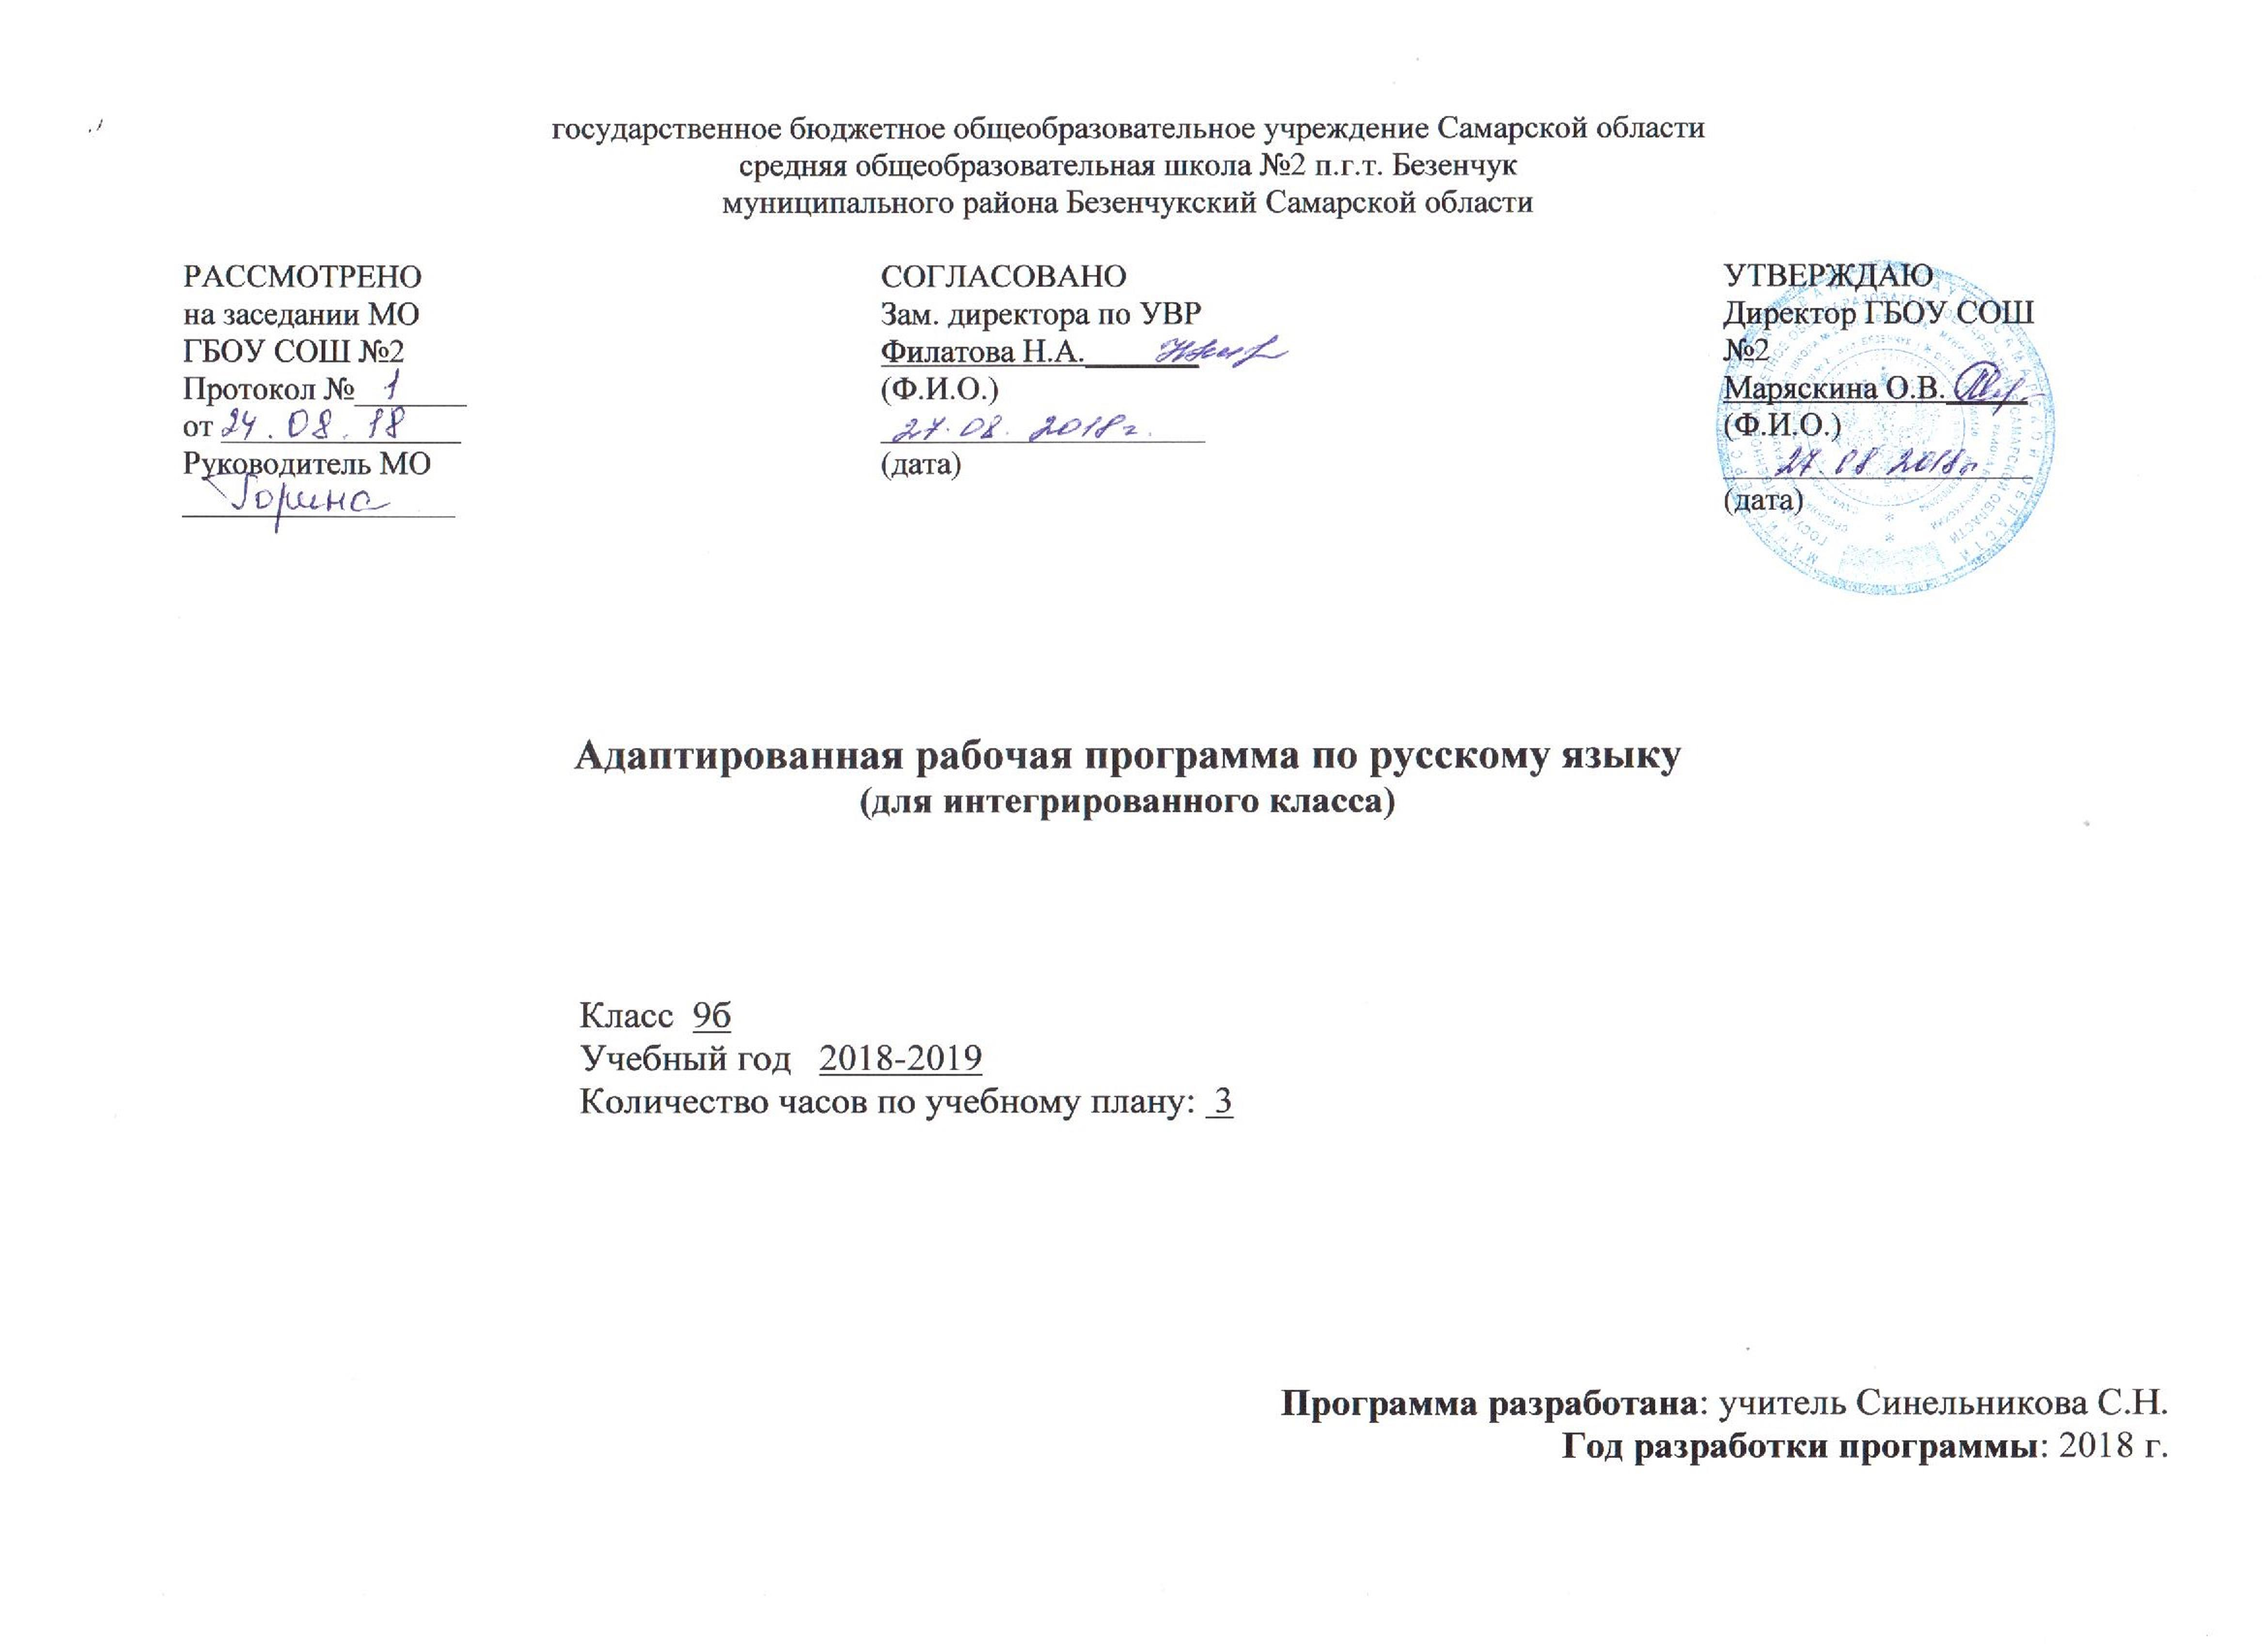 государственное бюджетное общеобразовательное учреждение Самарской области
средняя общеобразовательная школа №2 п.г.т. Безенчук
муниципального района Безенчукский Самарской области
РАССМОТРЕНО
на заседании МО
ГБОУ СОШ №2
Протокол № 1
от 24.08.18
Руководитель МО
Горина
СОГЛАСОВАНО
Зам. директора по УВР
Филатова Н.А.
(Ф.И.О.)
27.08.2018г.
(дата)
УТВЕРЖДАЮ
Директор ГБОУ СОШ
№2
Маряскина О.В.
(Ф.И.О.)
27.08 2018г
(дата)
Адаптированная рабочая программа по русскому языку
(для интегрированного класса)
Класс 9б
Учебный год 2018-2019
Количество часов по учебному плану: 3
Программа разработана: учитель Синельникова С.Н.
Год разработки программы: 2018 г.